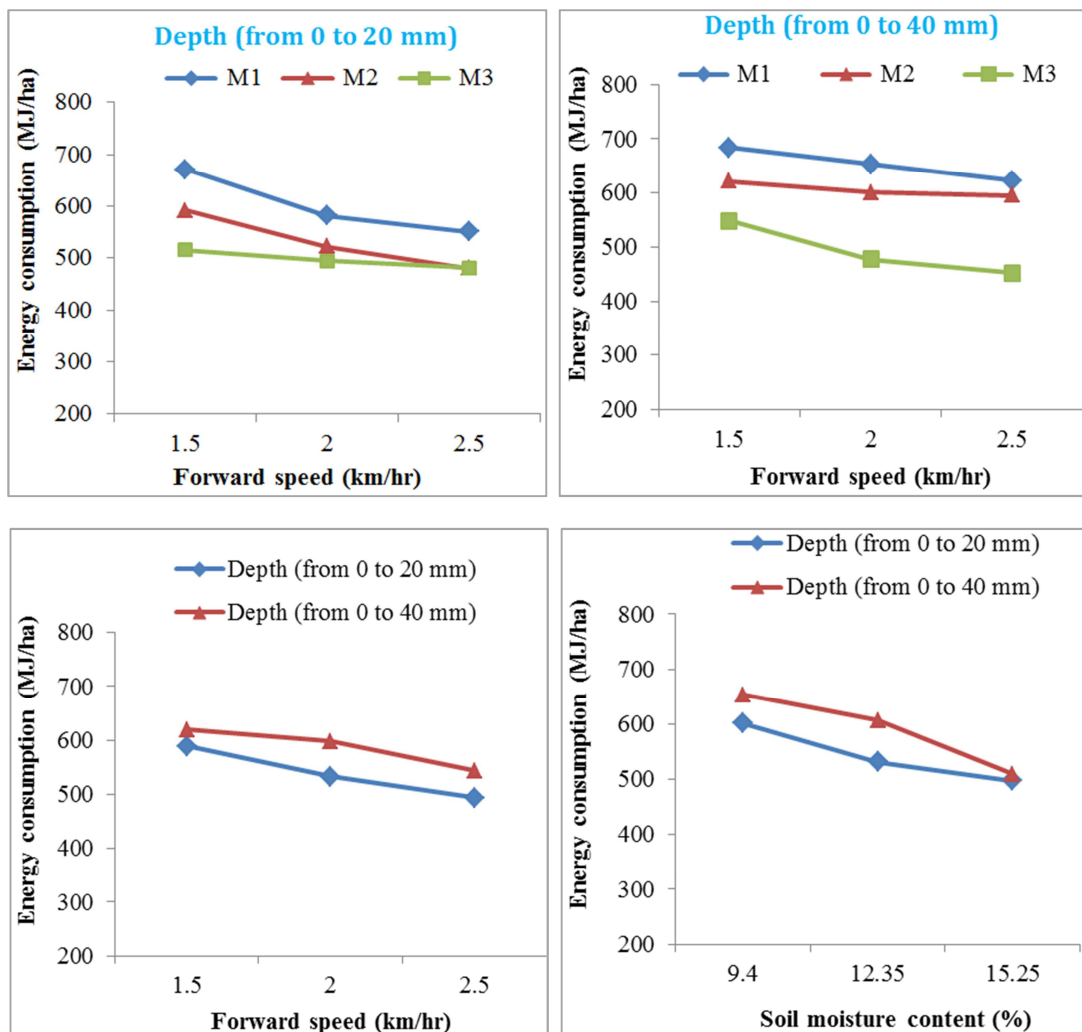 Depth (from 0 to 20 mm)
M1 M2 M3
Energy consumption (MJ/ha)
800
700
600
500
400
300
200
1.5 2 2.5
Forward speed (km/hr)
Depth (from 0 to 40 mm)
M1 M2 M3
Energy consumption (MJ/ha)
800
700
600
500
400
300
200
1.5 2 2.5
Forward speed (km/hr)
Depth (from 0 to 20 mm)
Depth (from 0 to 40 mm)
Energy consumption (MJ/ha)
800
700
600
500
400
300
200
1.5 2 2.5
Forward speed (km/hr)
Depth (from 0 to 20 mm)
Depth (from 0 to 40 mm)
Energy consumption (MJ/ha)
800
700
600
500
400
300
200
9.4 12.35 15.25
Soil moisture content (%)